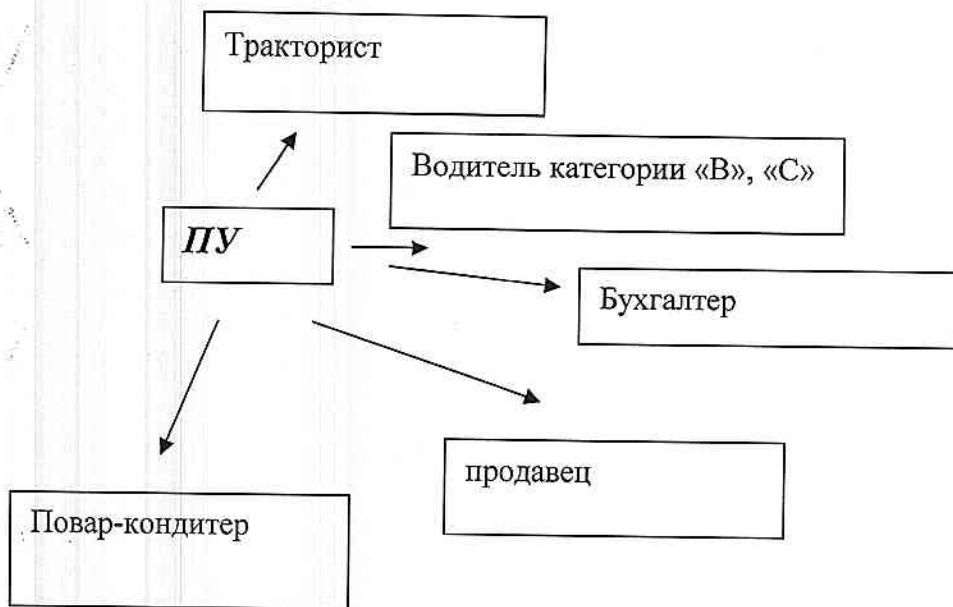 Тракторист
Водитель категории «В», «С»
ПУ
Бухгалтер
продавец
Повар-кондитер